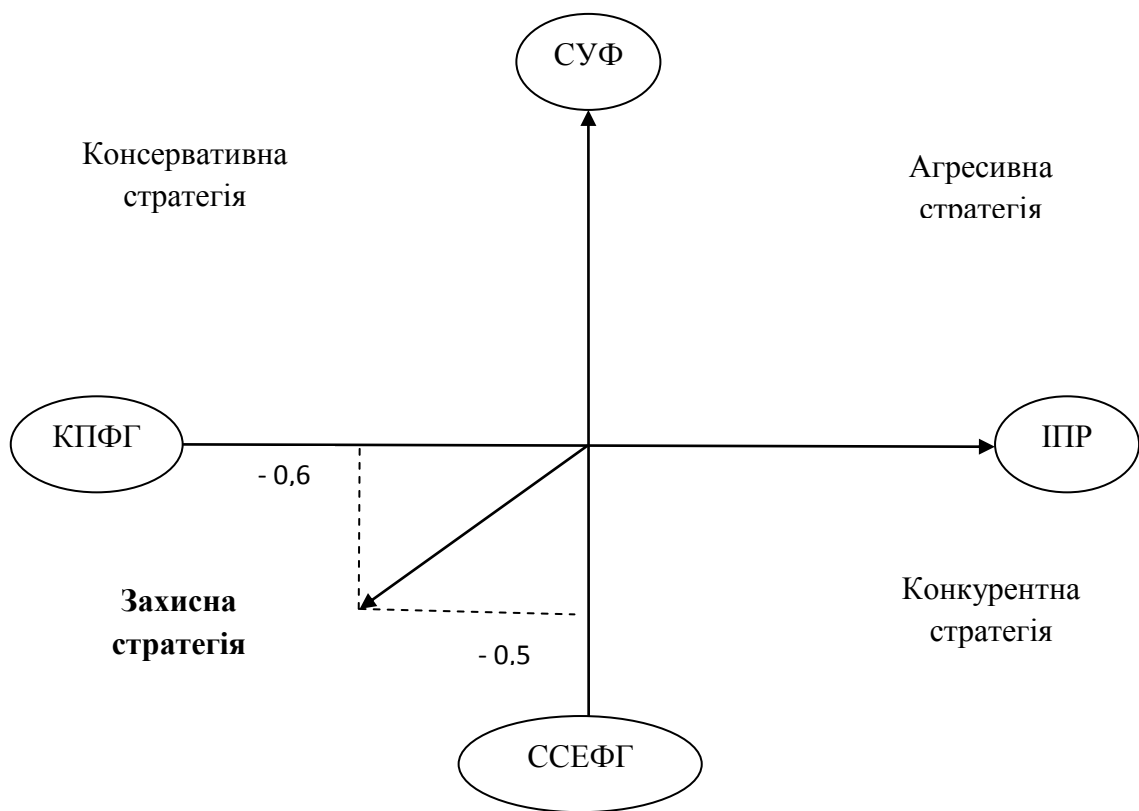 СУФ
Консервативна
стратегія
Агресивна
стратегія
КПФГ
ІПР
- 0,6
Захисна
стратегія
Конкурентна
стратегія
- 0,5
ССЕФГ